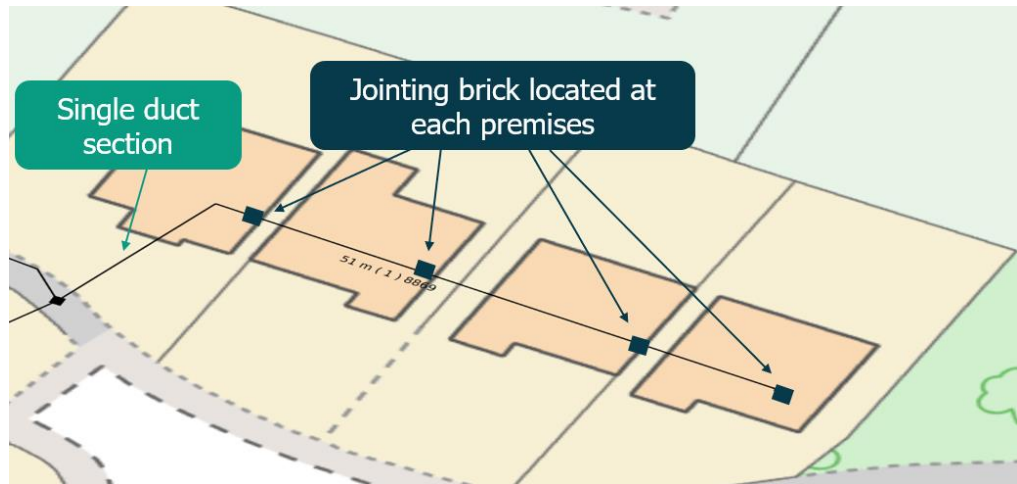 Single duct
section
Jointing brick located at
each premises
51 m ( 1 ) 8869